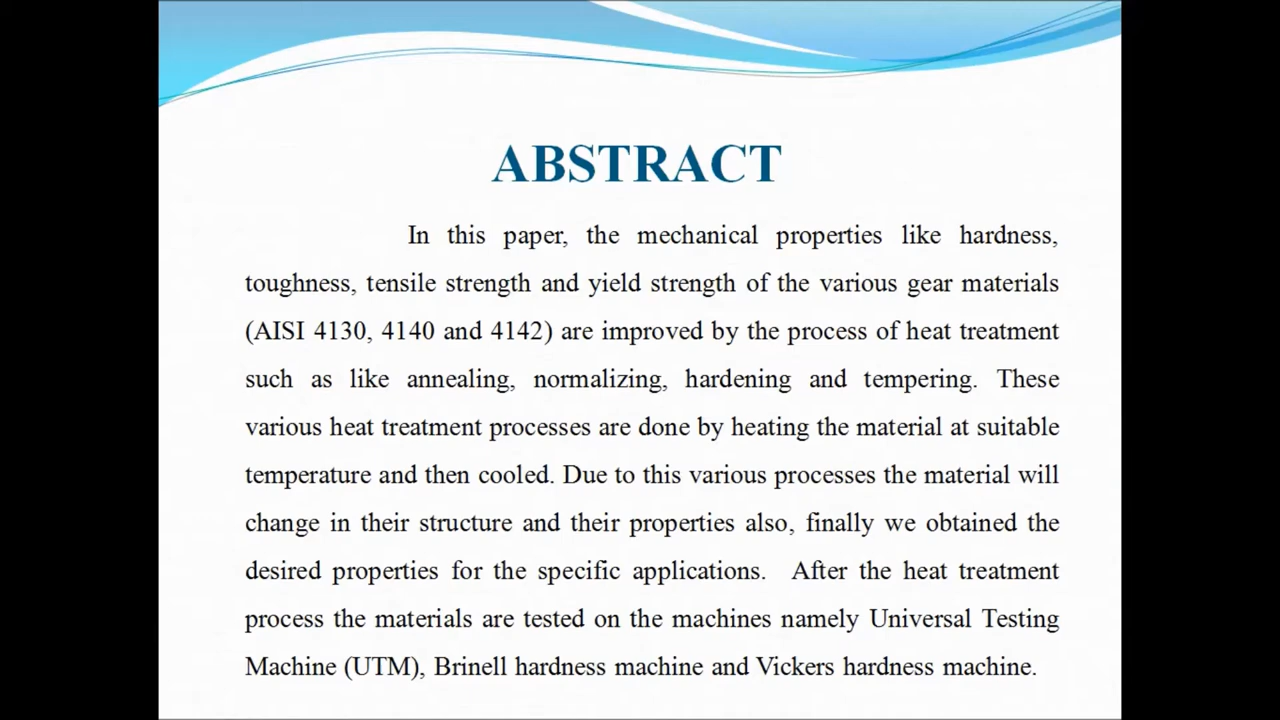 ABSTRACT
In this paper, the mechanical properties like hardness,
toughness, tensile strength and yield strength of the various gear materials
(AISI 4130, 4140 and 4142) are improved by the process of heat treatment
such as like annealing, normalizing, hardening and tempering. These
various heat treatment processes are done by heating the material at suitable
temperature and then cooled. Due to this various processes the material will
change in their structure and their properties also, finally we obtained the
desired properties for the specific applications. After the heat treatment
process the materials are tested on the machines namely Universal Testing
Machine (UTM), Brinell hardness machine and Vickers hardness machine.